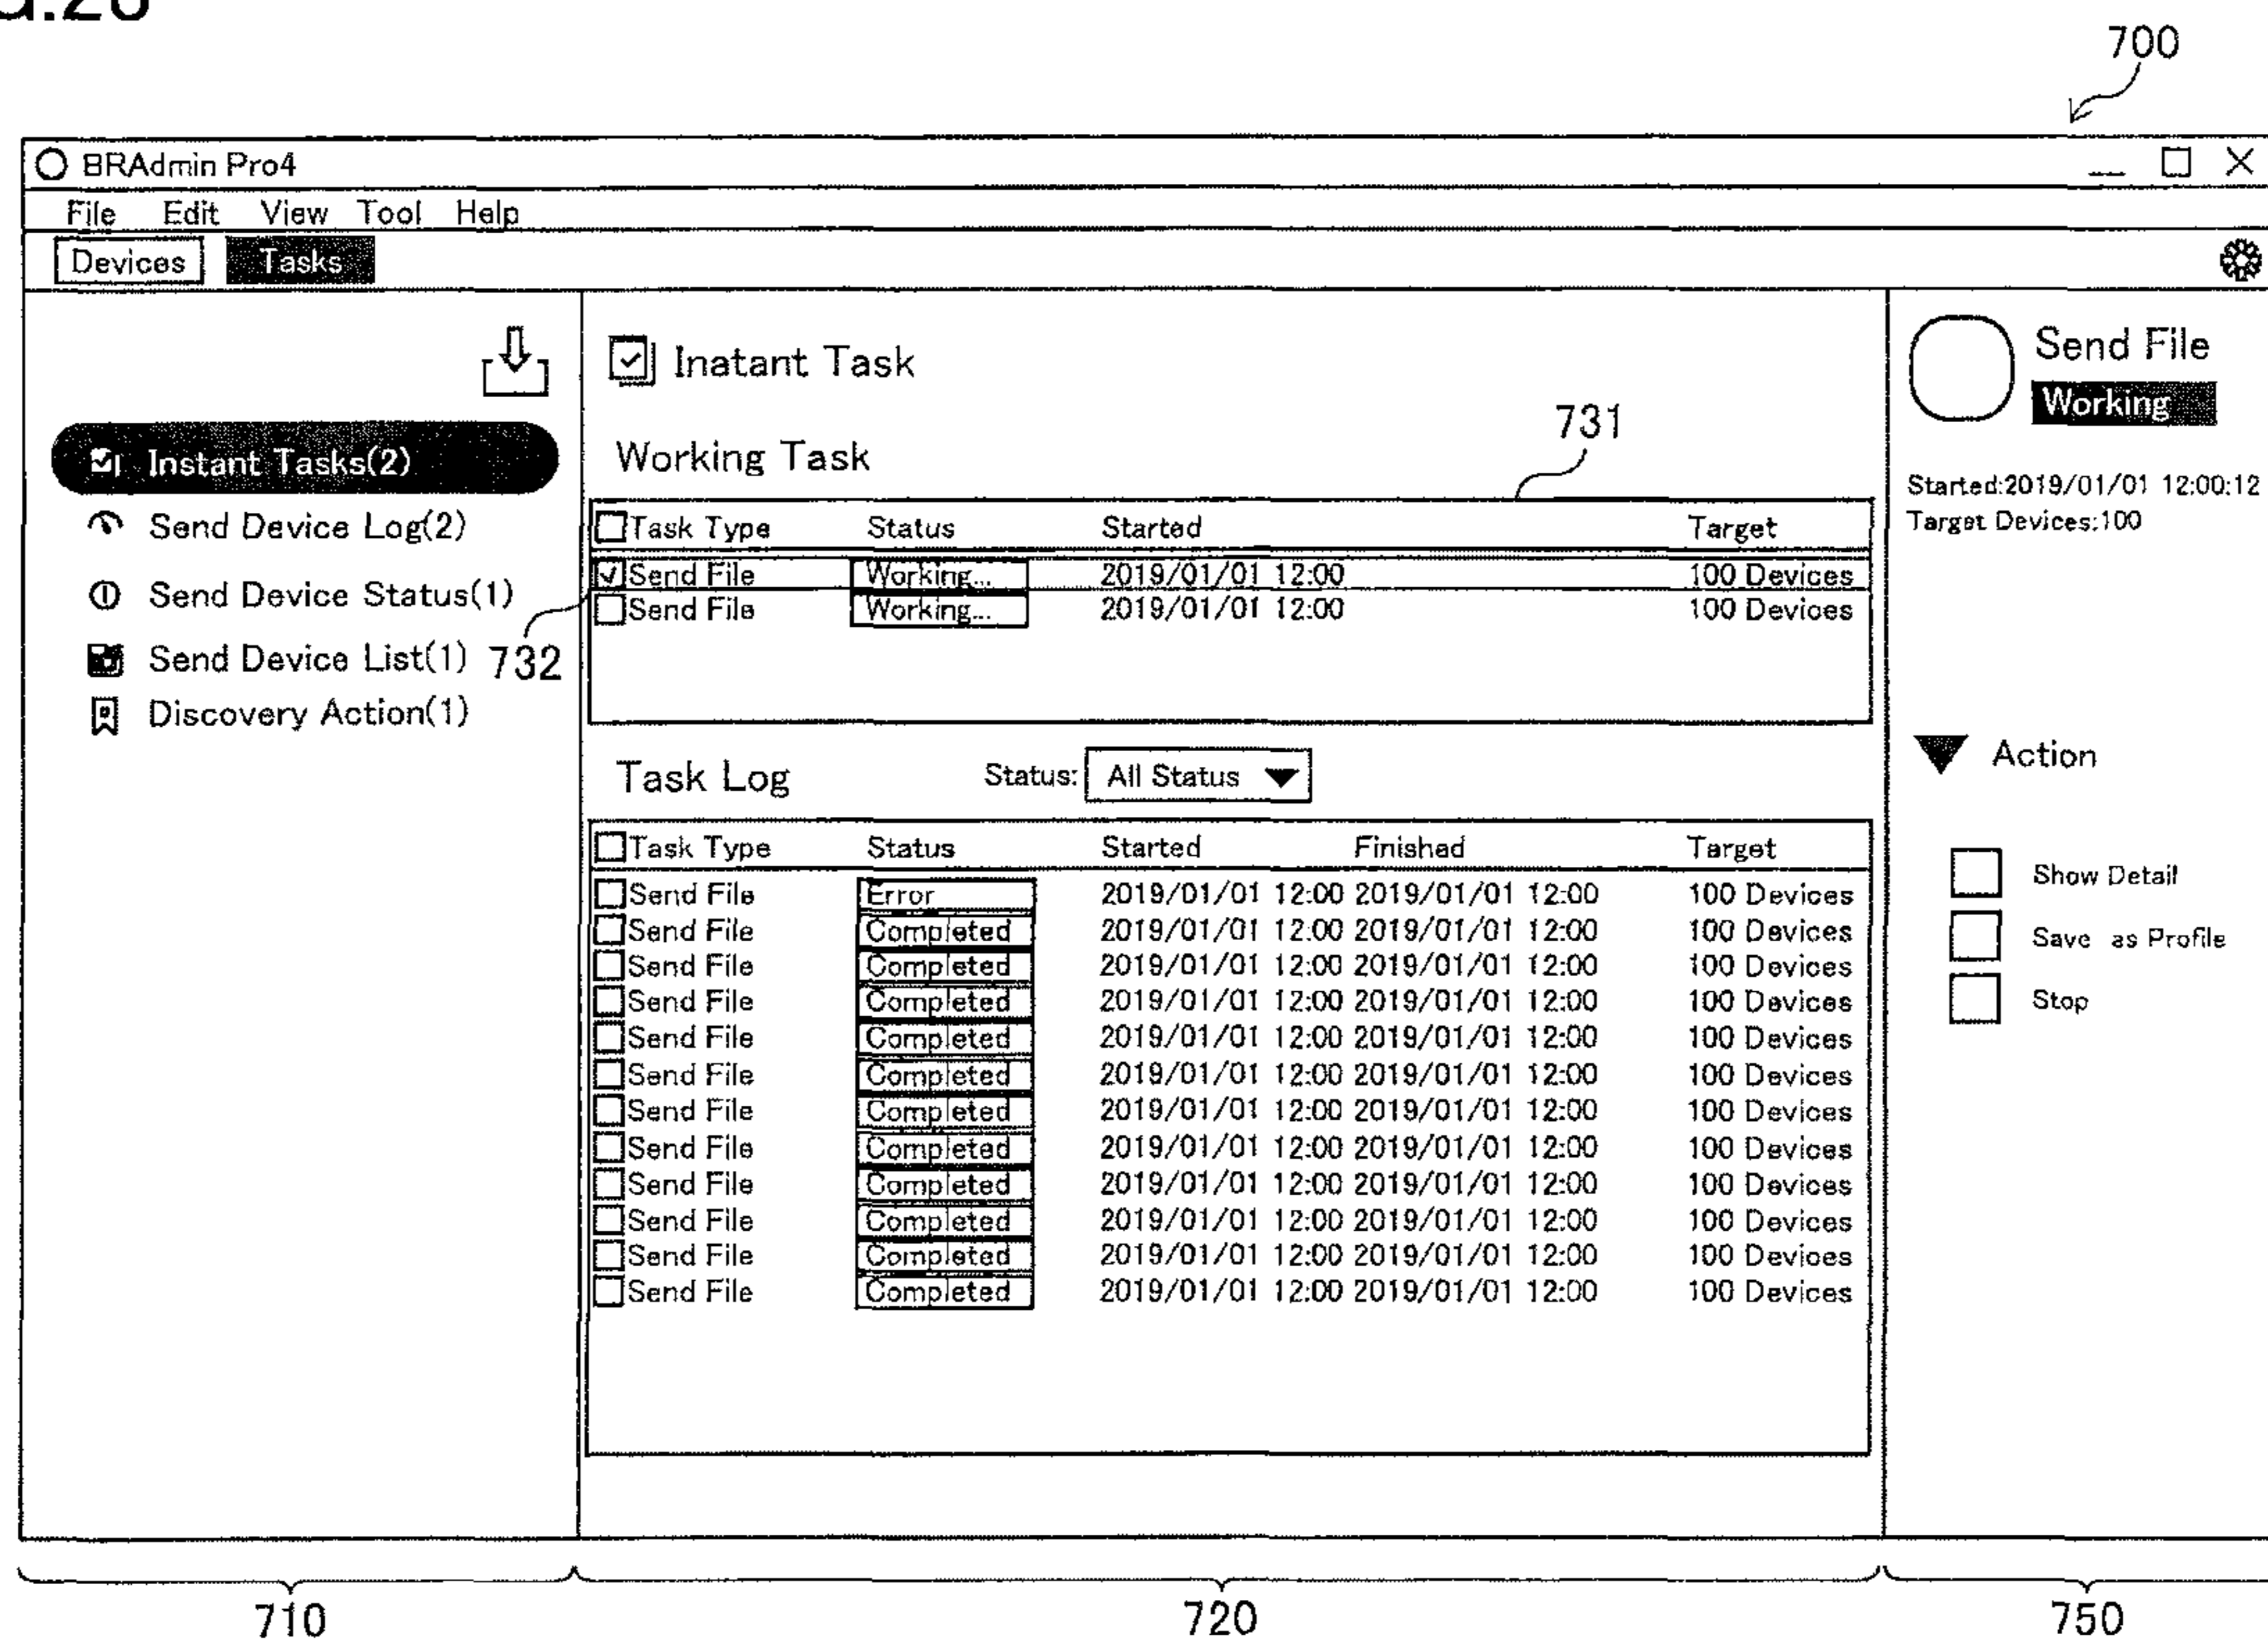 700
BRAdmin Pro4
File Edit View Tool Help
Devices Tasks
Instant Tasks(2)
Send Device Log(2)
Send Device Status(1)
Send Device List(1)
Discovery Action(1)
732
Inatant Task
Working Task
731
Task Type Status Started Target
Send File Working... 2019/01/01 12:00 100 Devices
Send File Working... 2019/01/01 12:00 100 Devices
Task Log Status: All Status
Task Type Status Started Finished Target
Send File Error 2019/01/01 12:00 2019/01/01 12:00 100 Devices
Send File Completed 2019/01/01 12:00 2019/01/01 12:00 100 Devices
Send File Completed 2019/01/01 12:00 2019/01/01 12:00 100 Devices
Send File Completed 2019/01/01 12:00 2019/01/01 12:00 100 Devices
Send File Completed 2019/01/01 12:00 2019/01/01 12:00 100 Devices
Send File Completed 2019/01/01 12:00 2019/01/01 12:00 100 Devices
Send File Completed 2019/01/01 12:00 2019/01/01 12:00 100 Devices
Send File Completed 2019/01/01 12:00 2019/01/01 12:00 100 Devices
Send File Completed 2019/01/01 12:00 2019/01/01 12:00 100 Devices
Send File Completed 2019/01/01 12:00 2019/01/01 12:00 100 Devices
Send File Completed 2019/01/01 12:00 2019/01/01 12:00 100 Devices
Send File Completed 2019/01/01 12:00 2019/01/01 12:00 100 Devices
Send File
Working
Started:2019/01/01 12:00:12
Target Devices:100
Action
Show Detail
Save as Profile
Stop
710 720 750